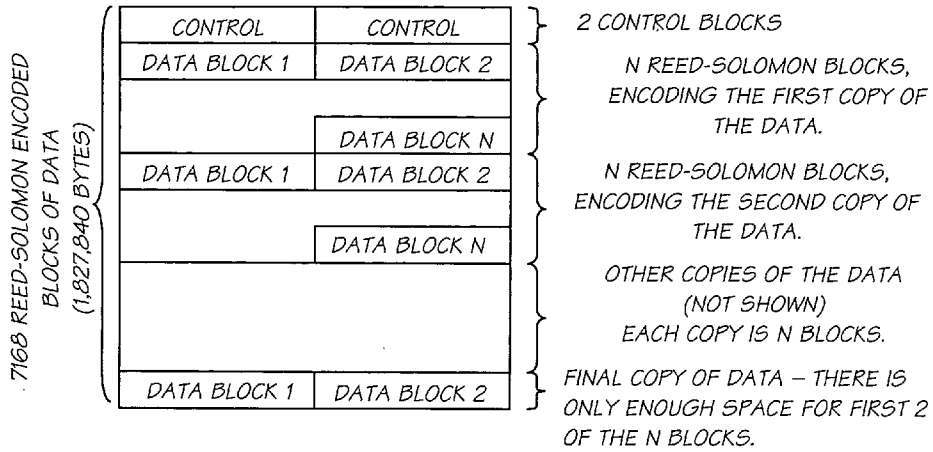 7168 REED-SOLOMON ENCODED
BLOCKS OF DATA
(1,827,840 BYTES)
CONTROL CONTROL
2 CONTROL BLOCKS
DATA BLOCK 1 DATA BLOCK 2
DATA BLOCK N
N REED-SOLOMON BLOCKS,
ENCODING THE FIRST COPY OF
THE DATA.
DATA BLOCK 1 DATA BLOCK 2
DATA BLOCK N
N REED-SOLOMON BLOCKS,
ENCODING THE SECOND COPY OF
THE DATA.
OTHER COPIES OF THE DATA
(NOT SHOWN)
EACH COPY IS N BLOCKS.
DATA BLOCK 1 DATA BLOCK 2
FINAL COPY OF DATA – THERE IS
ONLY ENOUGH SPACE FOR FIRST 2
OF THE N BLOCKS.